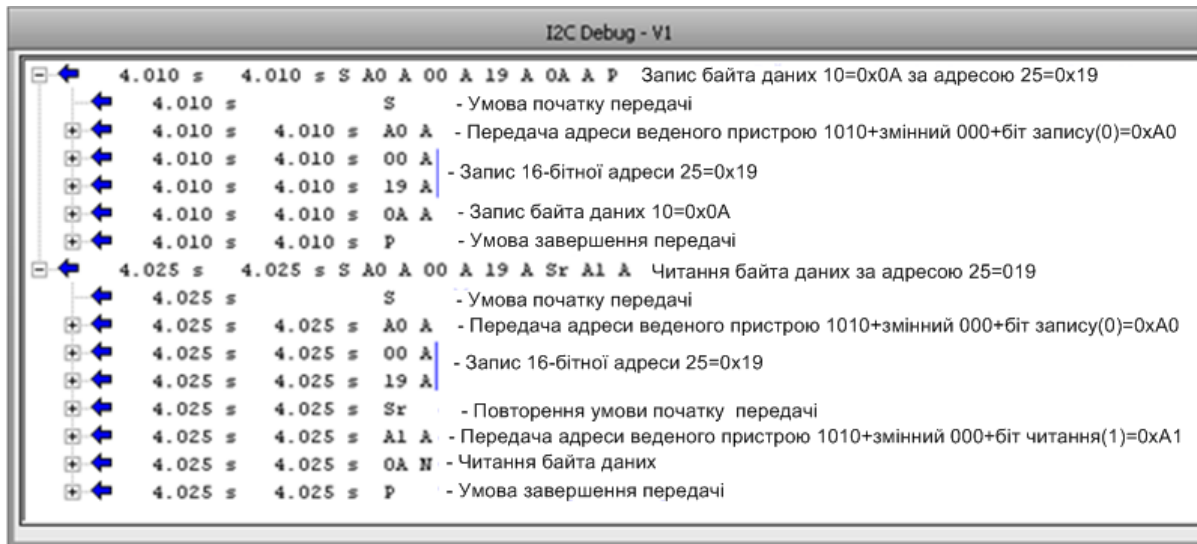 I2C Debug - V1
4.010 s 4.010 s S A0 A 00 A 19 A 0A A P Запис байта даних 10=0x0A за адресою 25=0x19
4.010 s S - Умова початку передачі
4.010 s 4.010 s A0 A - Передача адреси веденого пристрою 1010+змінний 000+біт запису(0)=0xA0
4.010 s 4.010 s 00 A
- Запис 16-бітної адреси 25=0x19
4.010 s 4.010 s 19 A
4.010 s 4.010 s 0A A - Запис байта даних 10=0x0A
4.010 s 4.010 s P - Умова завершення передачі
4.025 s 4.025 s S A0 A 00 A 19 A Sr A1 A Читання байта даних за адресою 25=019
4.025 s S - Умова початку передачі
4.025 s 4.025 s A0 A - Передача адреси веденого пристрою 1010+змінний 000+біт запису(0)=0xA0
4.025 s 4.025 s 00 A
- Запис 16-бітної адреси 25=0x19
4.025 s 4.025 s 19 A
4.025 s 4.025 s Sr - Повторення умови початку передачі
4.025 s 4.025 s A1 A - Передача адреси веденого пристрою 1010+змінний 000+біт читання(1)=0xA1
4.025 s 4.025 s 0A N - Читання байта даних
4.025 s 4.025 s P - Умова завершення передачі